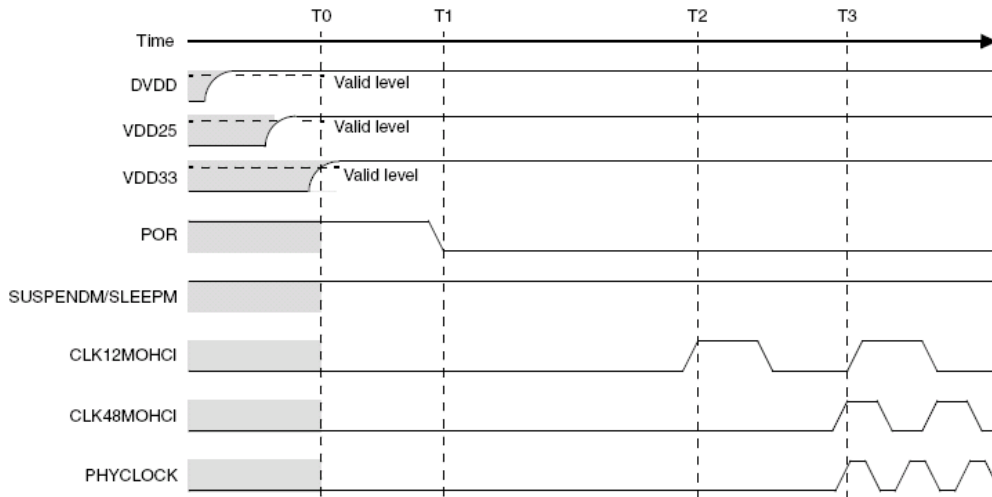 T0 T1 T2 T3
Time
DVDD
Valid level
VDD25
Valid level
VDD33
Valid level
POR
SUSPENDM/SLEEPM
CLK12MOHCI
CLK48MOHCI
PHYCLOCK